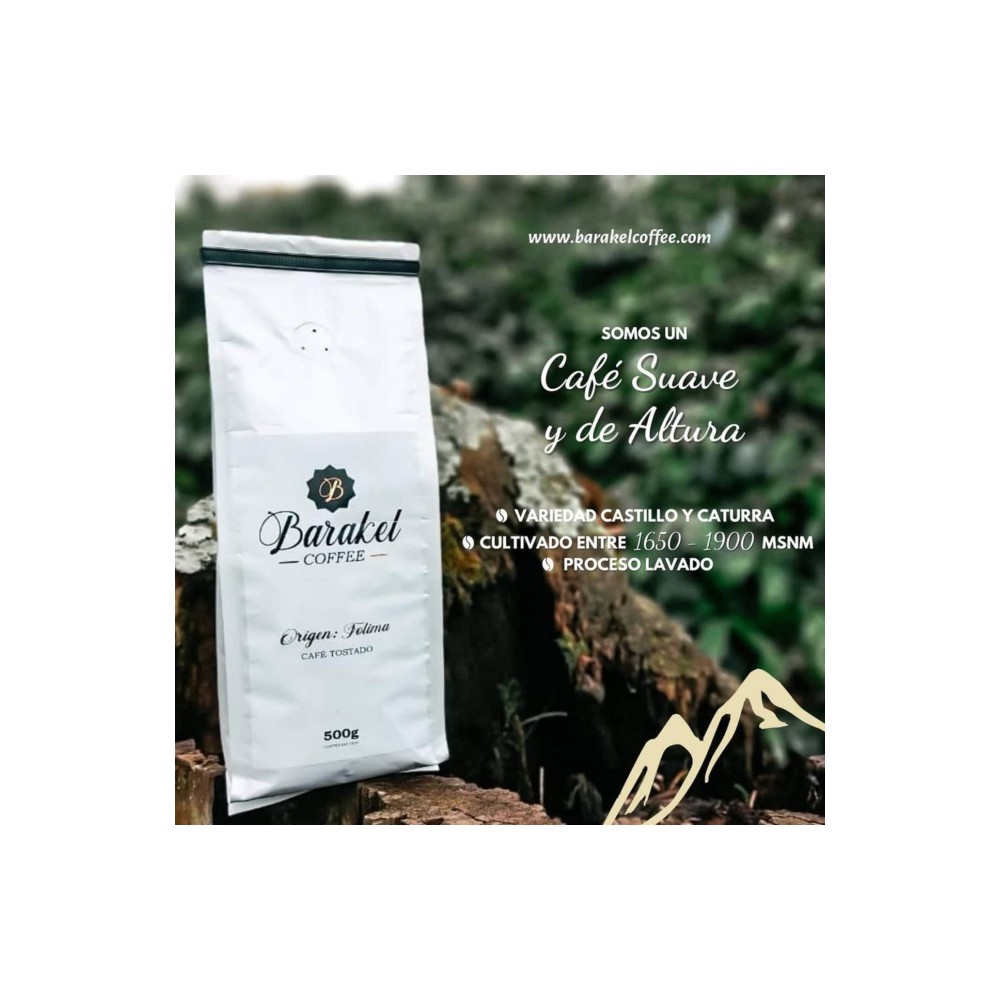 www.barakelcoffee.com
SOMOS UN
Café Suave
y de Altura
VARIEDAD CASTILLO Y CATURRA
CULTIVADO ENTRE 1650 - 1900 MSNM
PROCESO LAVADO
B
Barakel
COFFEE
Origen: Tolima
CAFÉ TOSTADO
500g